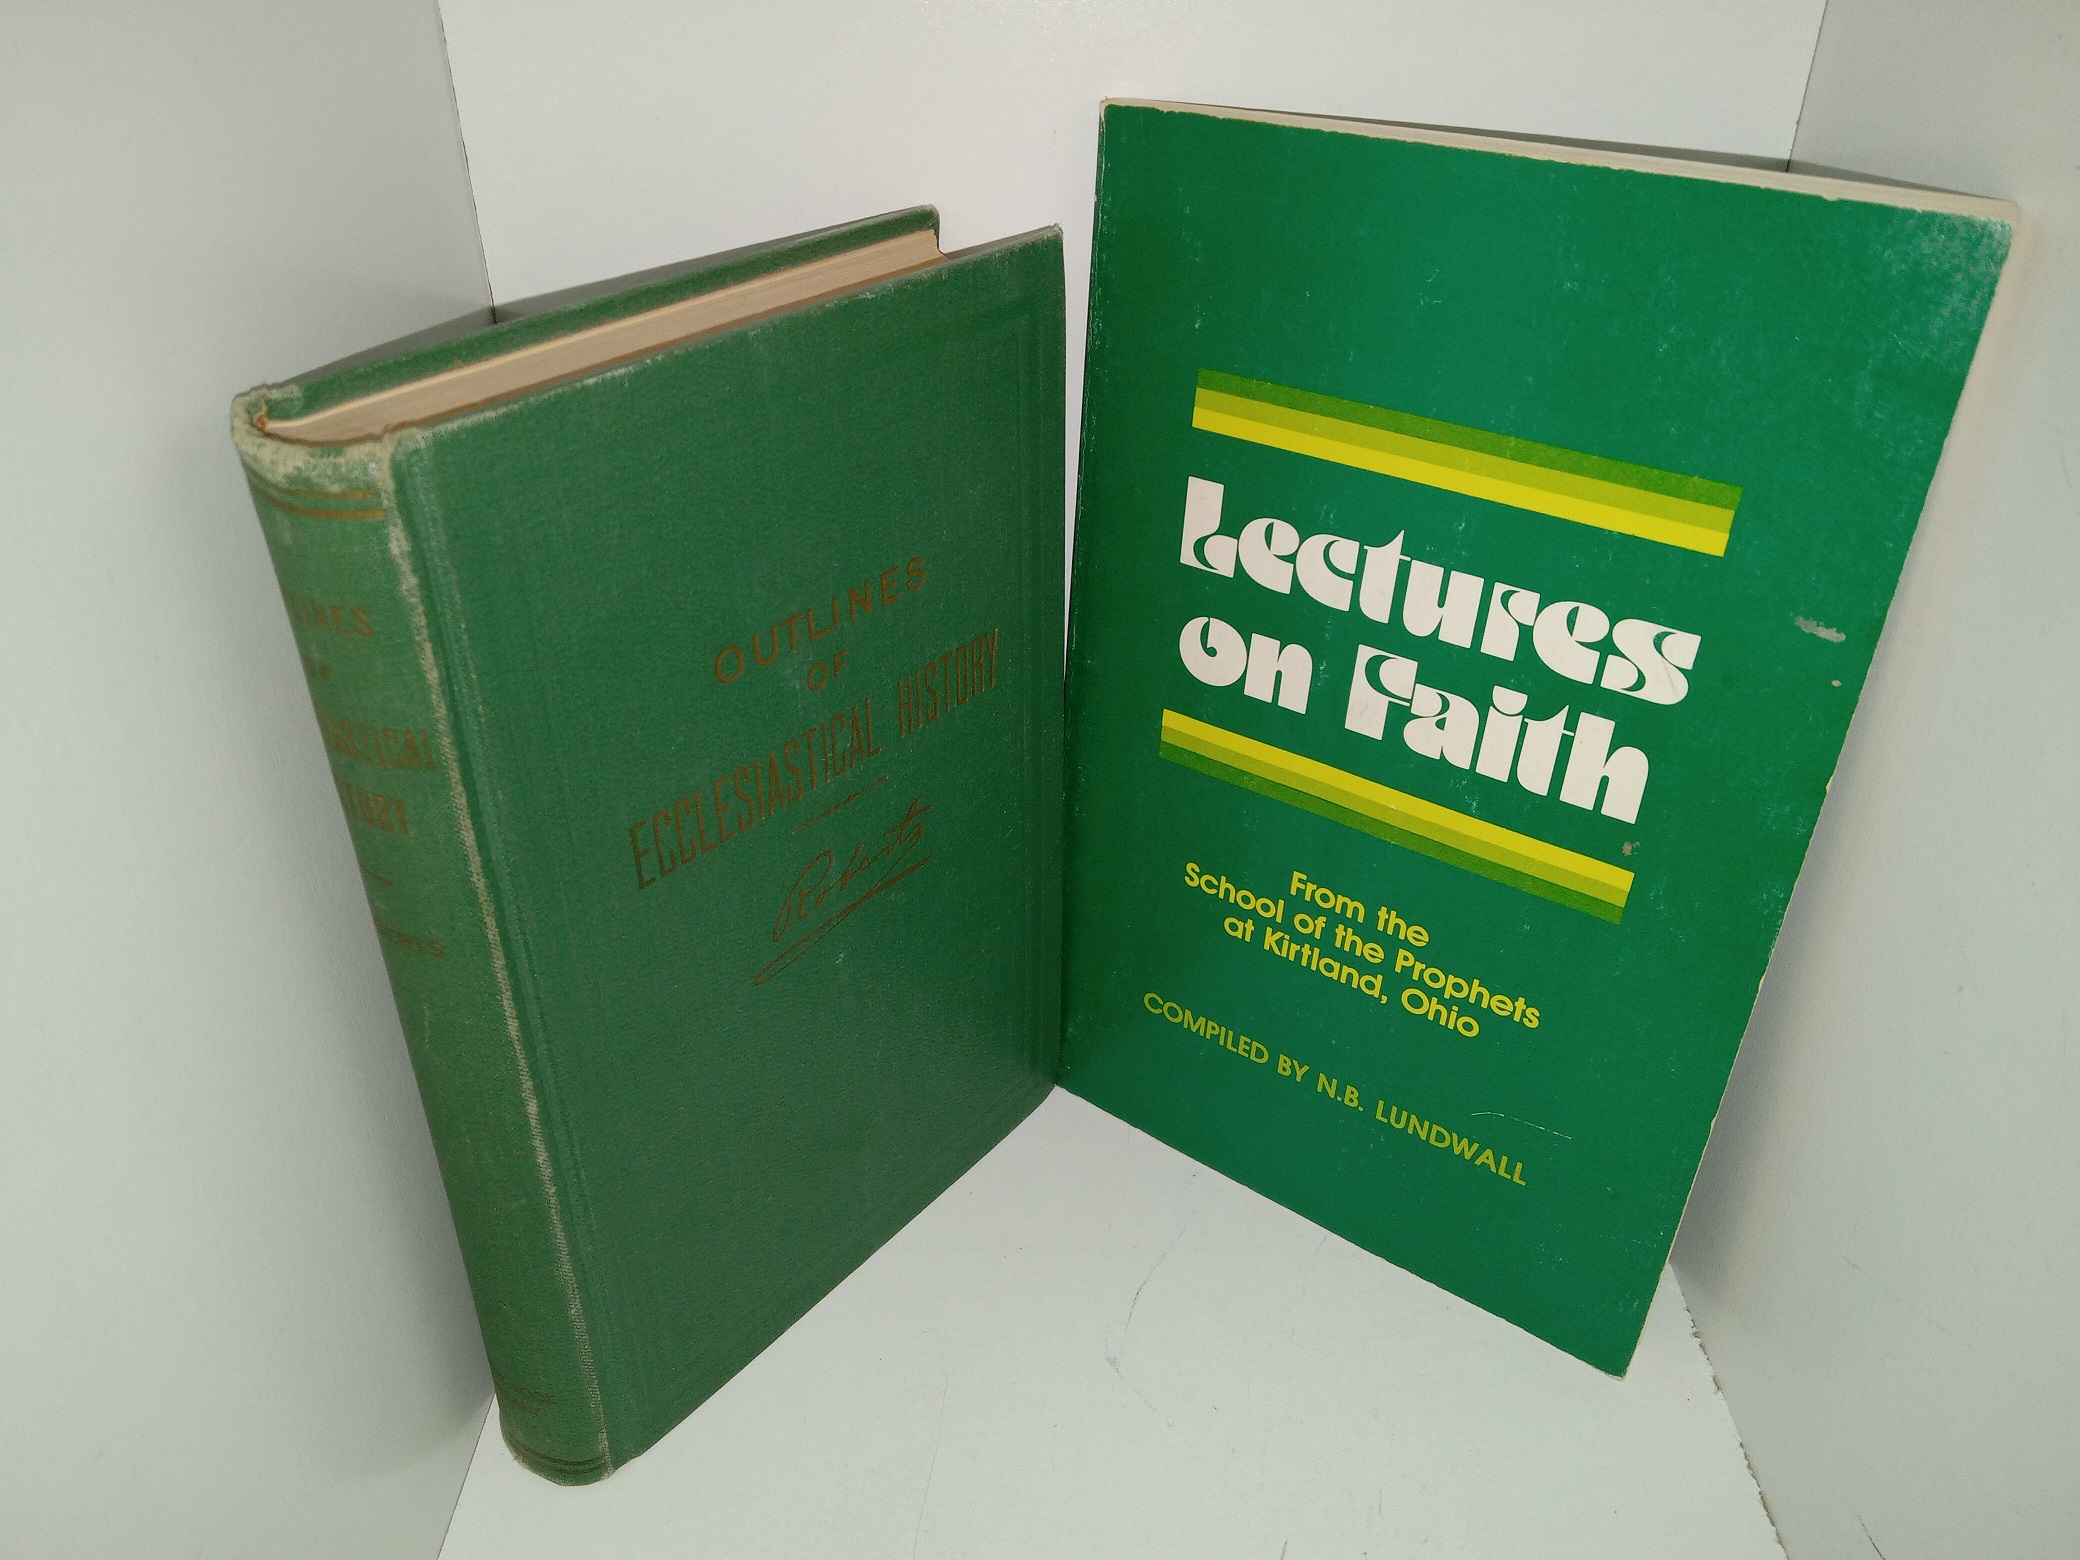 OUTLINES
OF
ECCLESIASTICAL HISTORY
Roberts
Lectures
on Faith
From the
School of the Prophets
at Kirtland, Ohio
COMPILED BY N.B. LUNDWALL